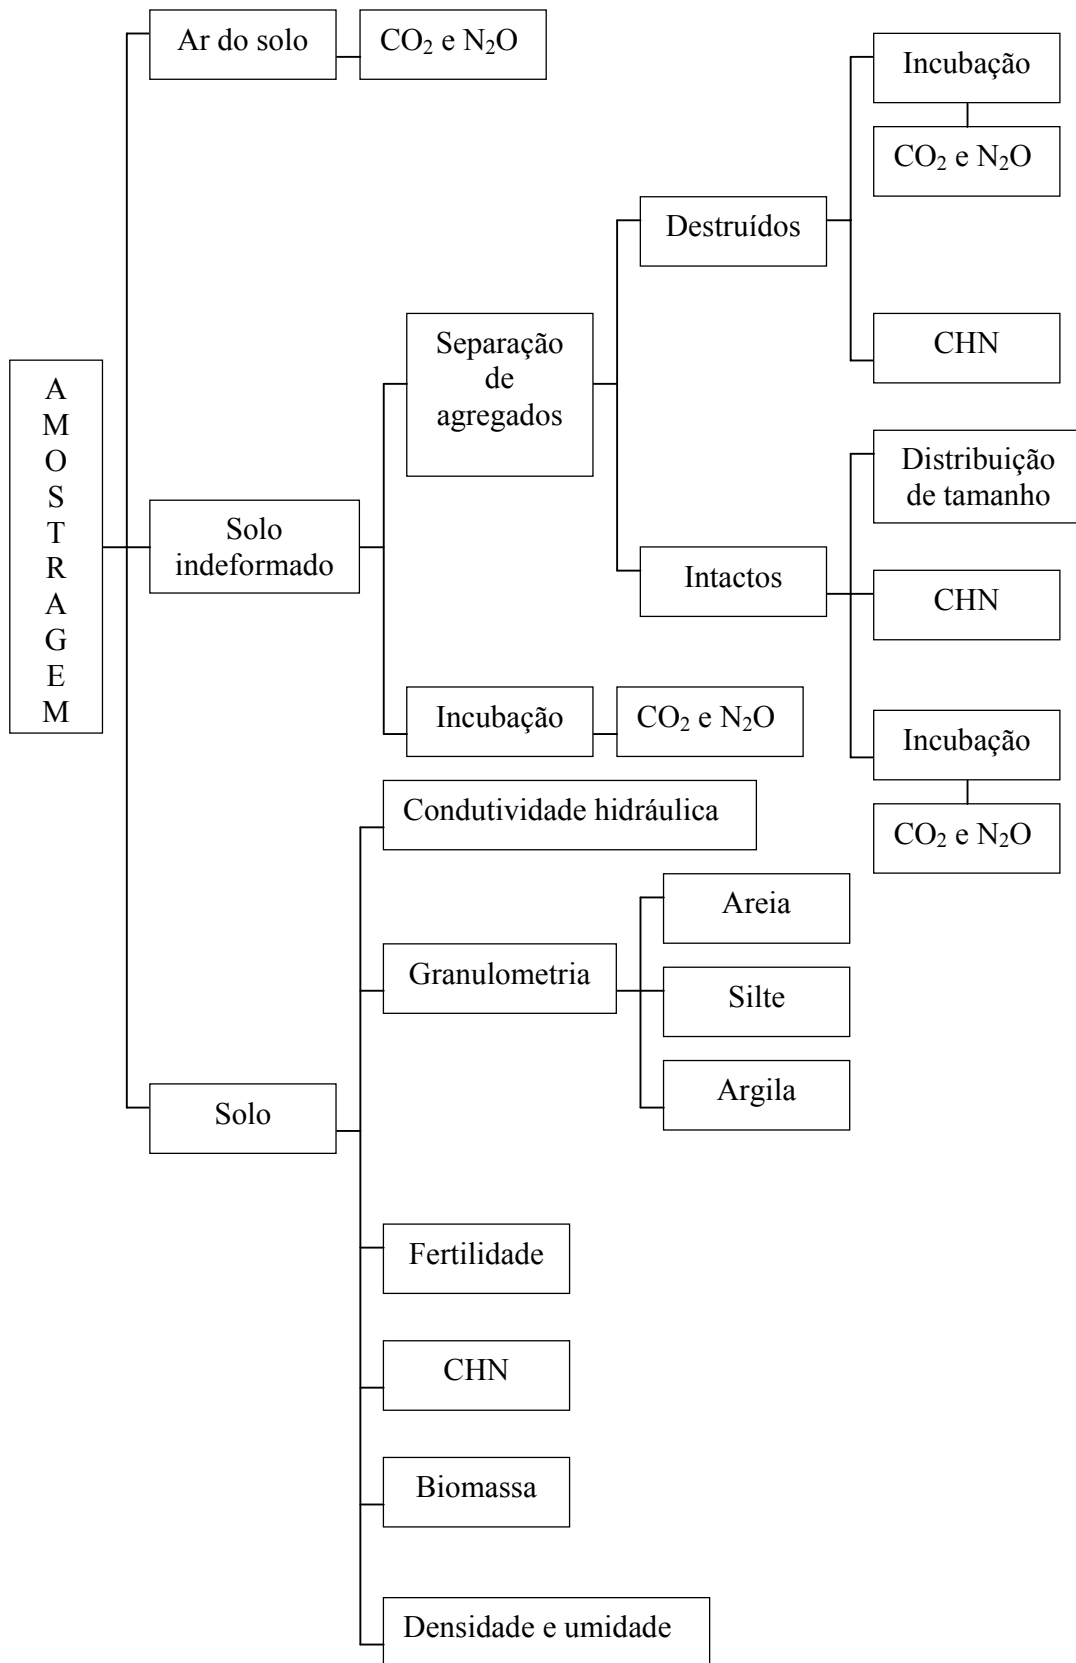 Ar do solo
CO₂ e N₂O
Incubação
CO₂ e N₂O
Destruídos
CHN
Separação
de
agregados
A
M
O
S
T
R
A
G
E
M
Solo
indeformado
Intactos
Distribuição
de tamanho
CHN
Incubação
CO₂ e N₂O
Incubação
CO₂ e N₂O
Condutividade hidráulica
Granulometria
Areia
Silte
Argila
Solo
Fertilidade
CHN
Biomassa
Densidade e umidade